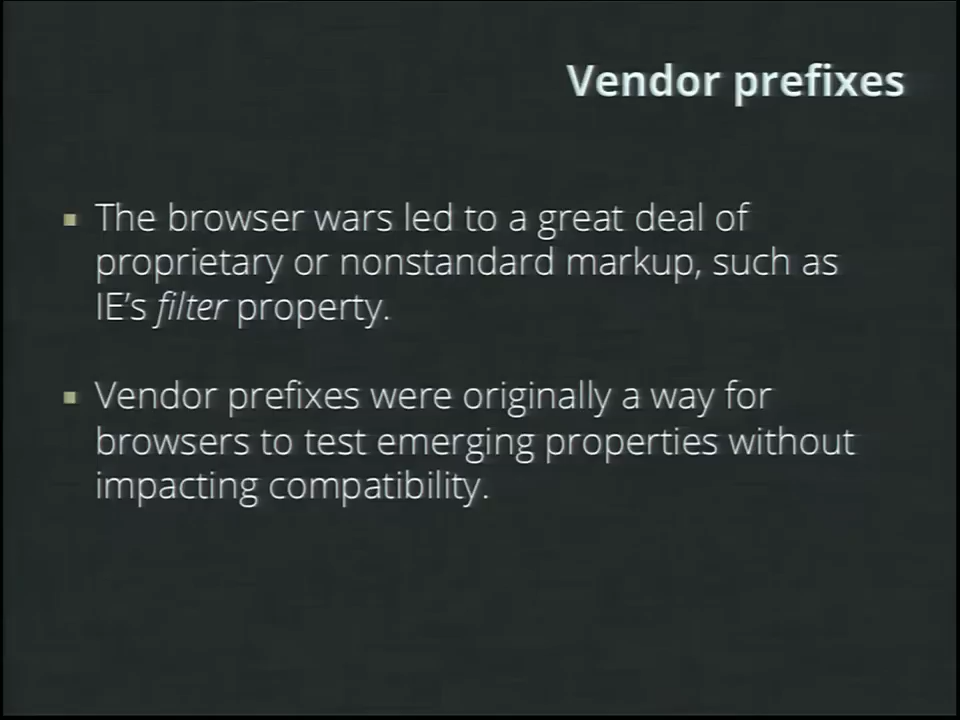 Vendor prefixes
The browser wars led to a great deal of
proprietary or nonstandard markup, such as
IE's filter property.
Vendor prefixes were originally a way for
browsers to test emerging properties without
impacting compatibility.